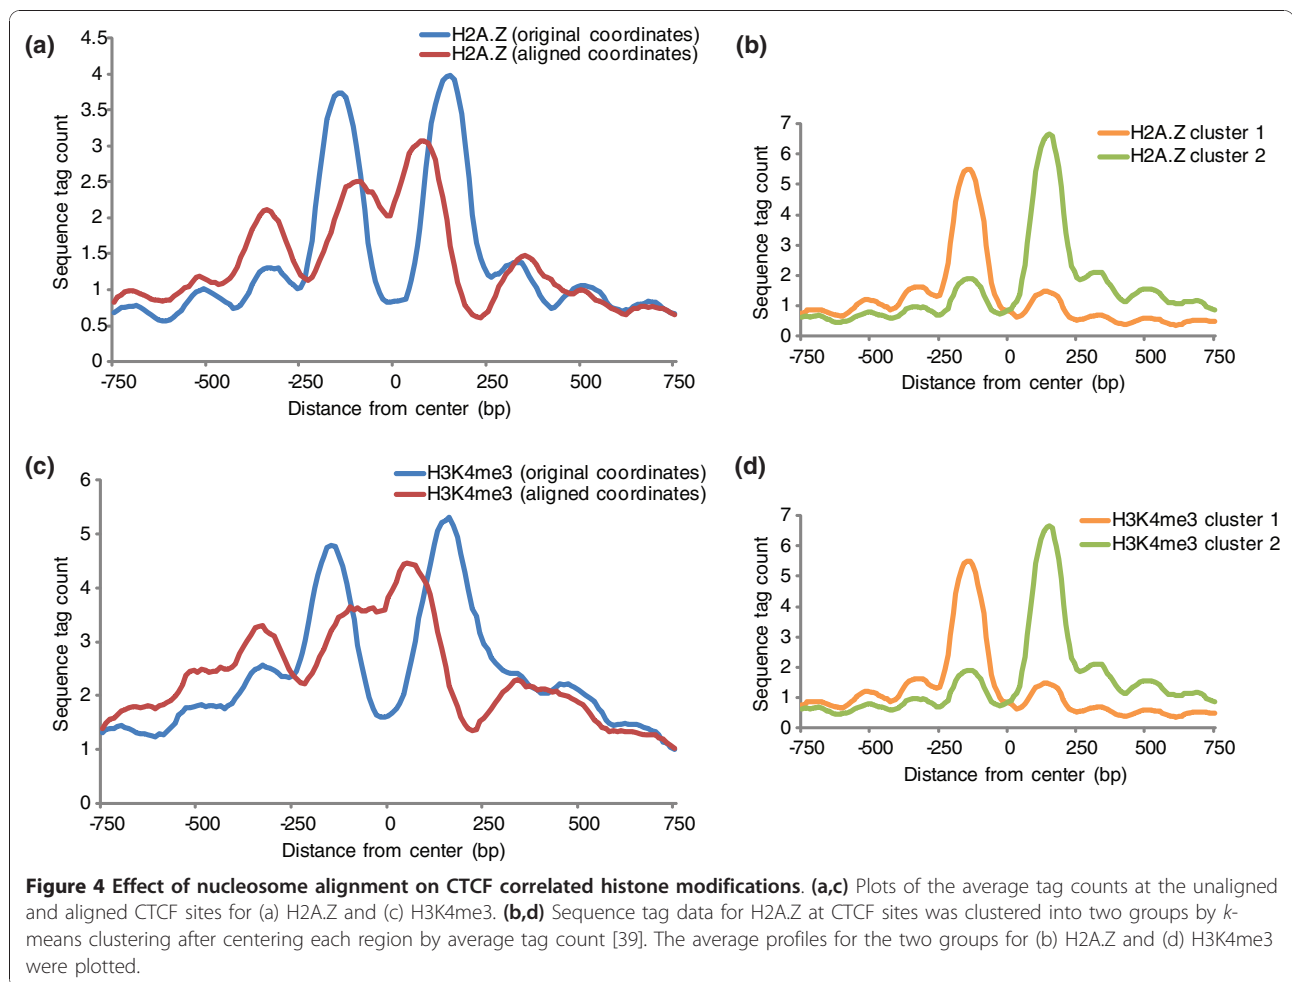 (a)
H2A.Z (original coordinates)
H2A.Z (aligned coordinates)
Sequence tag count
4.5
4
3.5
3
2.5
2
1.5
1
0.5
0
-750 -500 -250 0 250 500 750
Distance from center (bp)
(b)
H2A.Z cluster 1
H2A.Z cluster 2
Sequence tag count
7
6
5
4
3
2
1
0
-750 -500 -250 0 250 500 750
Distance from center (bp)
(c)
H3K4me3 (original coordinates)
H3K4me3 (aligned coordinates)
Sequence tag count
6
5
4
3
2
1
0
-750 -500 -250 0 250 500 750
Distance from center (bp)
(d)
H3K4me3 cluster 1
H3K4me3 cluster 2
Sequence tag count
7
6
5
4
3
2
1
0
-750 -500 -250 0 250 500 750
Distance from center (bp)
Figure 4 Effect of nucleosome alignment on CTCF correlated histone modifications. (a,c) Plots of the average tag counts at the unaligned
and aligned CTCF sites for (a) H2A.Z and (c) H3K4me3. (b,d) Sequence tag data for H2A.Z at CTCF sites was clustered into two groups by k-
means clustering after centering each region by average tag count [39]. The average profiles for the two groups for (b) H2A.Z and (d) H3K4me3
were plotted.